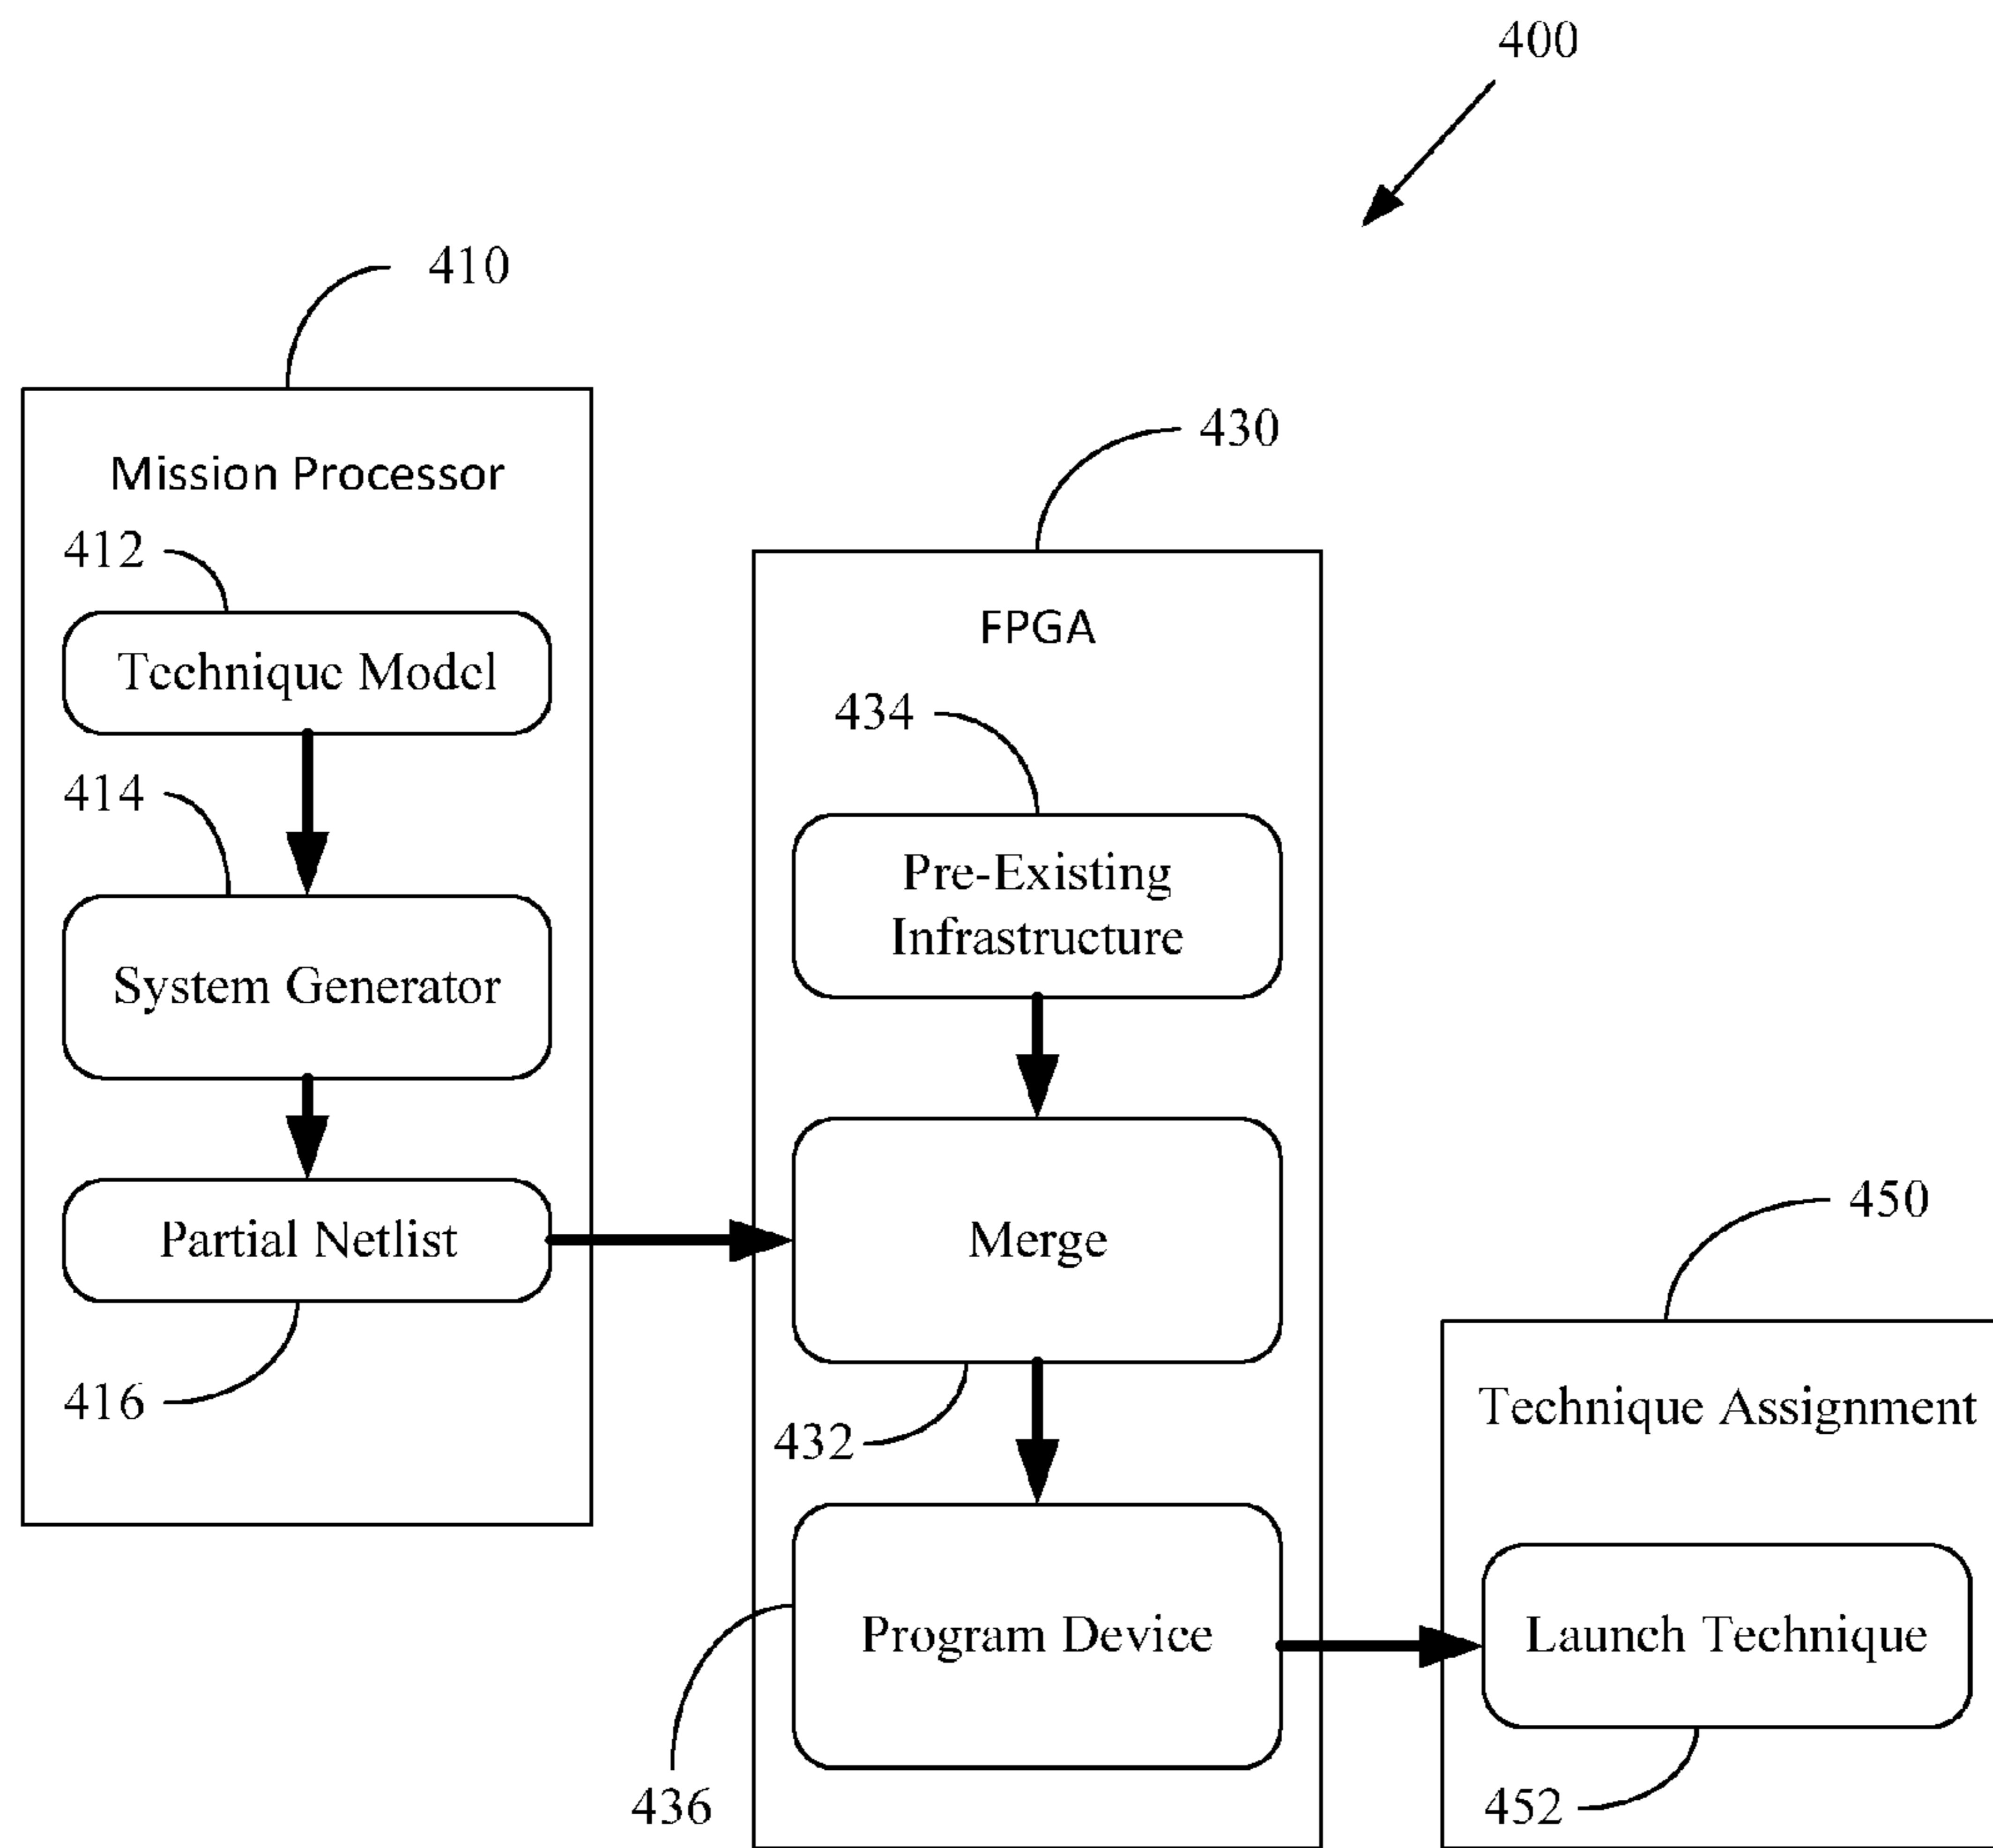 400
410
Mission Processor
412
Technique Model
414
System Generator
Partial Netlist
416
430
FPGA
434
Pre-Existing
Infrastructure
Merge
432
Program Device
436
450
Technique Assignment
Launch Technique
452